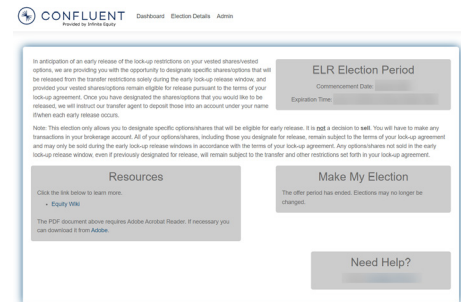 CONFLUENT
Provided by Infinite Equity
Dashboard Election Details Admin
In anticipation of an early release of the lock-up restrictions on your vested shares/vested
options, we are providing you with the opportunity to designate specific shares/options that will
be released from the transfer restrictions solely during the early lock-up release window, and
provided your vested shares/options remain eligible for release pursuant to the terms of your
lock-up agreement. Once you have designated the shares/options that you would like to be
released, we will instruct our transfer agent to deposit those into an account under your name
if/when each early release occurs.
ELR Election Period
Commencement Date:
Expiration Time:
Note: This election only allows you to designate specific options/shares that will be eligible for early release. It is not a decision to sell. You will have to make any
transactions in your brokerage account. All of your options/shares, including those you designate for release, remain subject to the terms of your lock-up agreement
and may only be sold during the early lock-up release windows in accordance with the terms of your lock-up agreement. Any options/shares not sold in the early
lock-up release window, even if previously designated for release, will remain subject to the transfer and other restrictions set forth in your lock-up agreement.
Resources
Click the link below to learn more.
• Equity Wiki
The PDF document above requires Adobe Acrobat Reader. If necessary you
can download it from Adobe.
Make My Election
The offer period has ended. Elections may no longer be
changed.
Need Help?